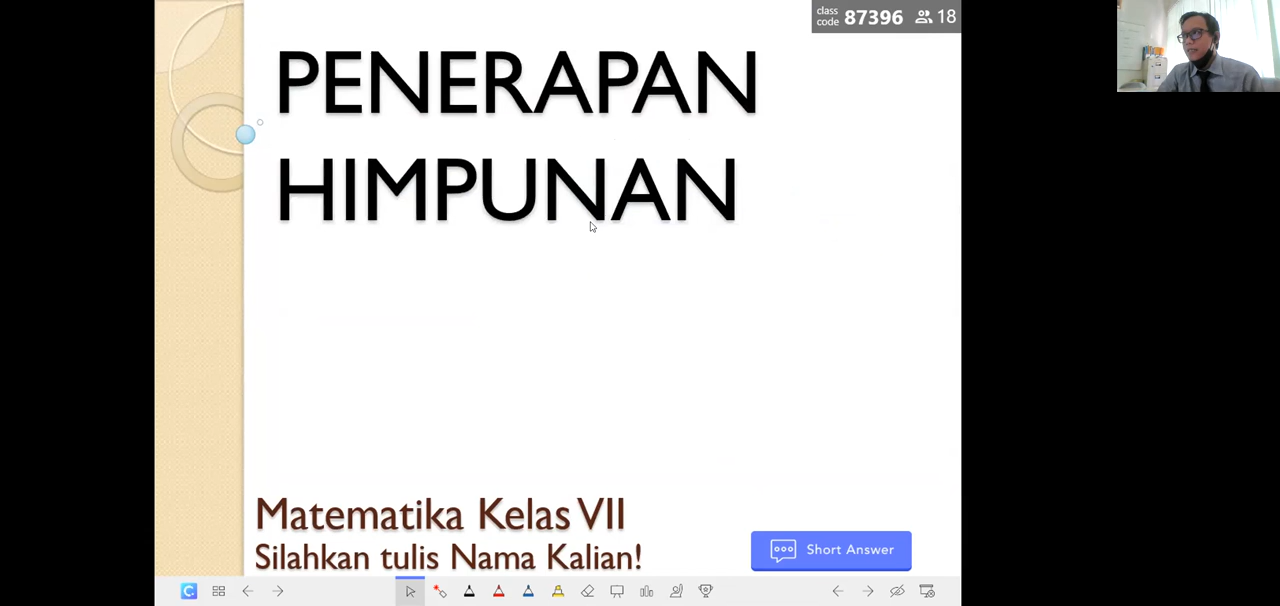 class code 87396 18
PENERAPAN
HIMPUNAN
Matematika Kelas VII
Silahkan tulis Nama Kalian!
Short Answer